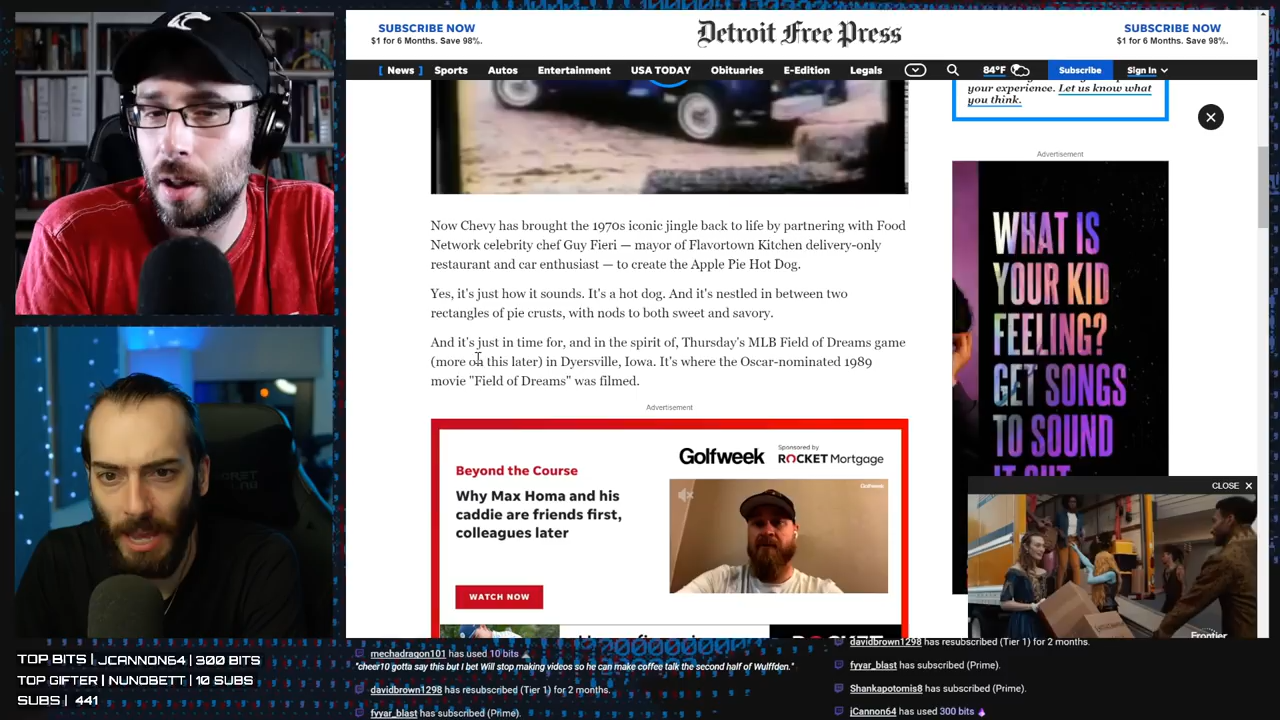 SUBSCRIBE NOW
$1 for 6 Months. Save 98%.
Detroit Free Press
SUBSCRIBE NOW
$1 for 6 Months. Save 98%.
[ News ] Sports Autos Entertainment USA TODAY Obituaries E-Edition Legals 84°F Subscribe Sign In
your experience. Let us know what
you think.
Advertisement
Now Chevy has brought the 1970s iconic jingle back to life by partnering with Food
Network celebrity chef Guy Fieri — mayor of Flavortown Kitchen delivery-only
restaurant and car enthusiast — to create the Apple Pie Hot Dog.
Yes, it's just how it sounds. It's a hot dog. And it's nestled in between two
rectangles of pie crusts, with nods to both sweet and savory.
And it's just in time for, and in the spirit of, Thursday's MLB Field of Dreams game
(more on this later) in Dyersville, Iowa. It's where the Oscar-nominated 1989
movie "Field of Dreams" was filmed.
WHAT IS
YOUR KID
FEELING?
GET SONGS
TO SOUND
IT OUT
Advertisement
Golfweek
Sponsored by
ROCKET Mortgage
Beyond the Course
Why Max Homa and his
caddie are friends first,
colleagues later
Golfweek
WATCH NOW
CLOSE X
Frontier
TOP BITS | JCANNON64 | 300 BITS
TOP GIFTER | NUNOBETT | 10 SUBS
SUBS | 441
mechadragon101 has used 10 bits
"cheer10 gotta say this but I bet Will stop making videos so he can make coffee talk the second half of Wulffden."
davidbrown1298 has resubscribed (Tier 1) for 2 months.
fyyar_blast has subscribed (Prime).
davidbrown1298 has resubscribed (Tier 1) for 2 months.
fyyar_blast has subscribed (Prime).
Shankapotomis8 has subscribed (Prime).
jCannon64 has used 300 bits